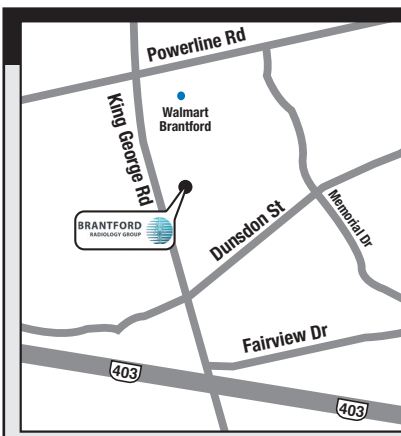 Powerline Rd
King George Rd
Walmart
Brantford
BRANTFORD
RADIOLOGY GROUP
Dunsdon St
Memorial Dr
Fairview Dr
403
403